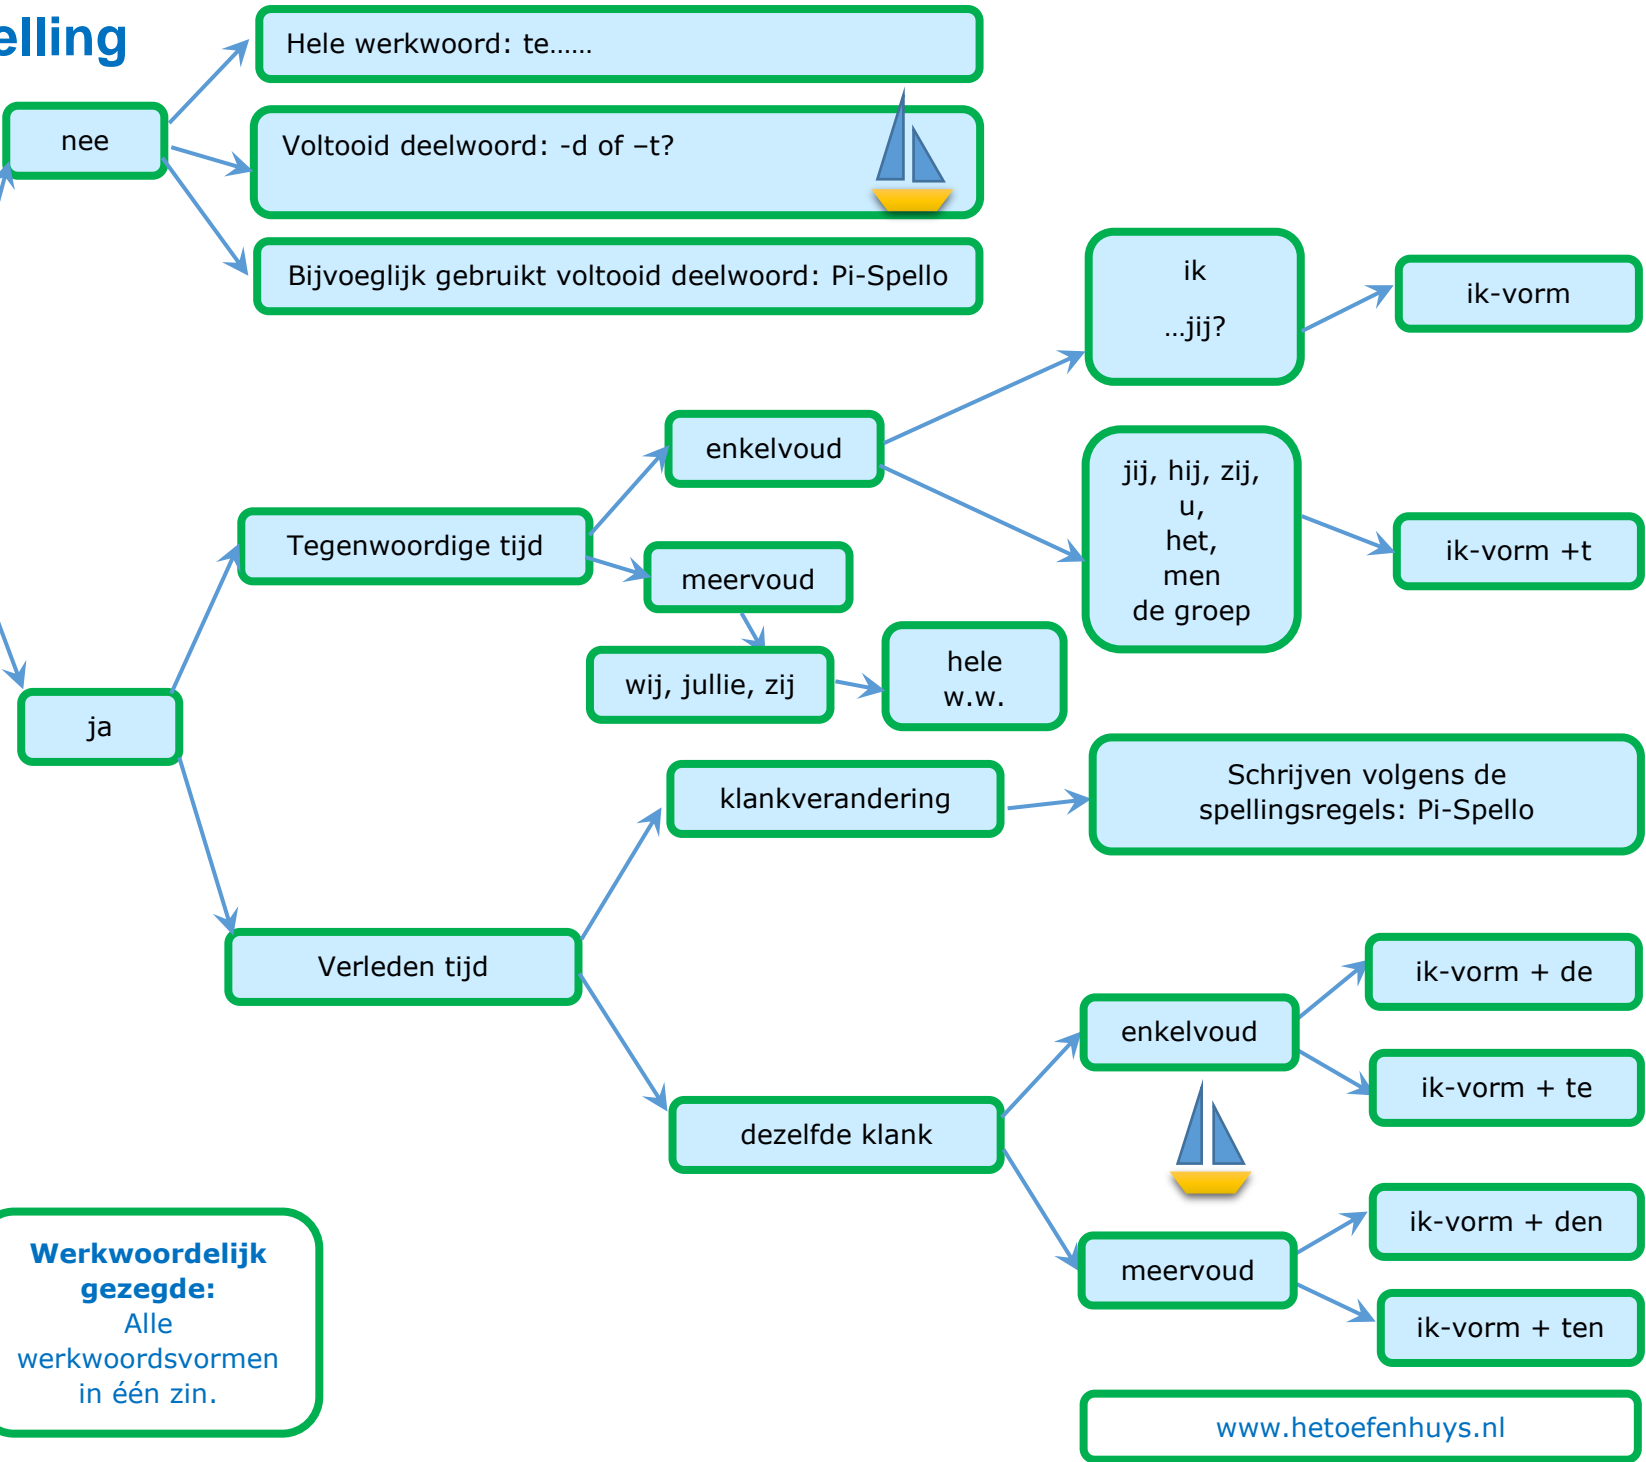 elling
Hele werkwoord: te……
nee
Voltooid deelwoord: -d of –t?
Bijvoeglijk gebruikt voltooid deelwoord: Pi-Spello
ik
…jij?
ik-vorm
enkelvoud
jij, hij, zij,
u,
het,
men
de groep
ik-vorm +t
Tegenwoordige tijd
meervoud
wij, jullie, zij
hele
w.w.
ja
klankverandering
Schrijven volgens de
spellingsregels: Pi-Spello
Verleden tijd
ik-vorm + de
enkelvoud
ik-vorm + te
dezelfde klank
ik-vorm + den
meervoud
ik-vorm + ten
Werkwoordelijk
gezegde:
Alle
werkwoordsvormen
in één zin.
www.hetoefenhuys.nl